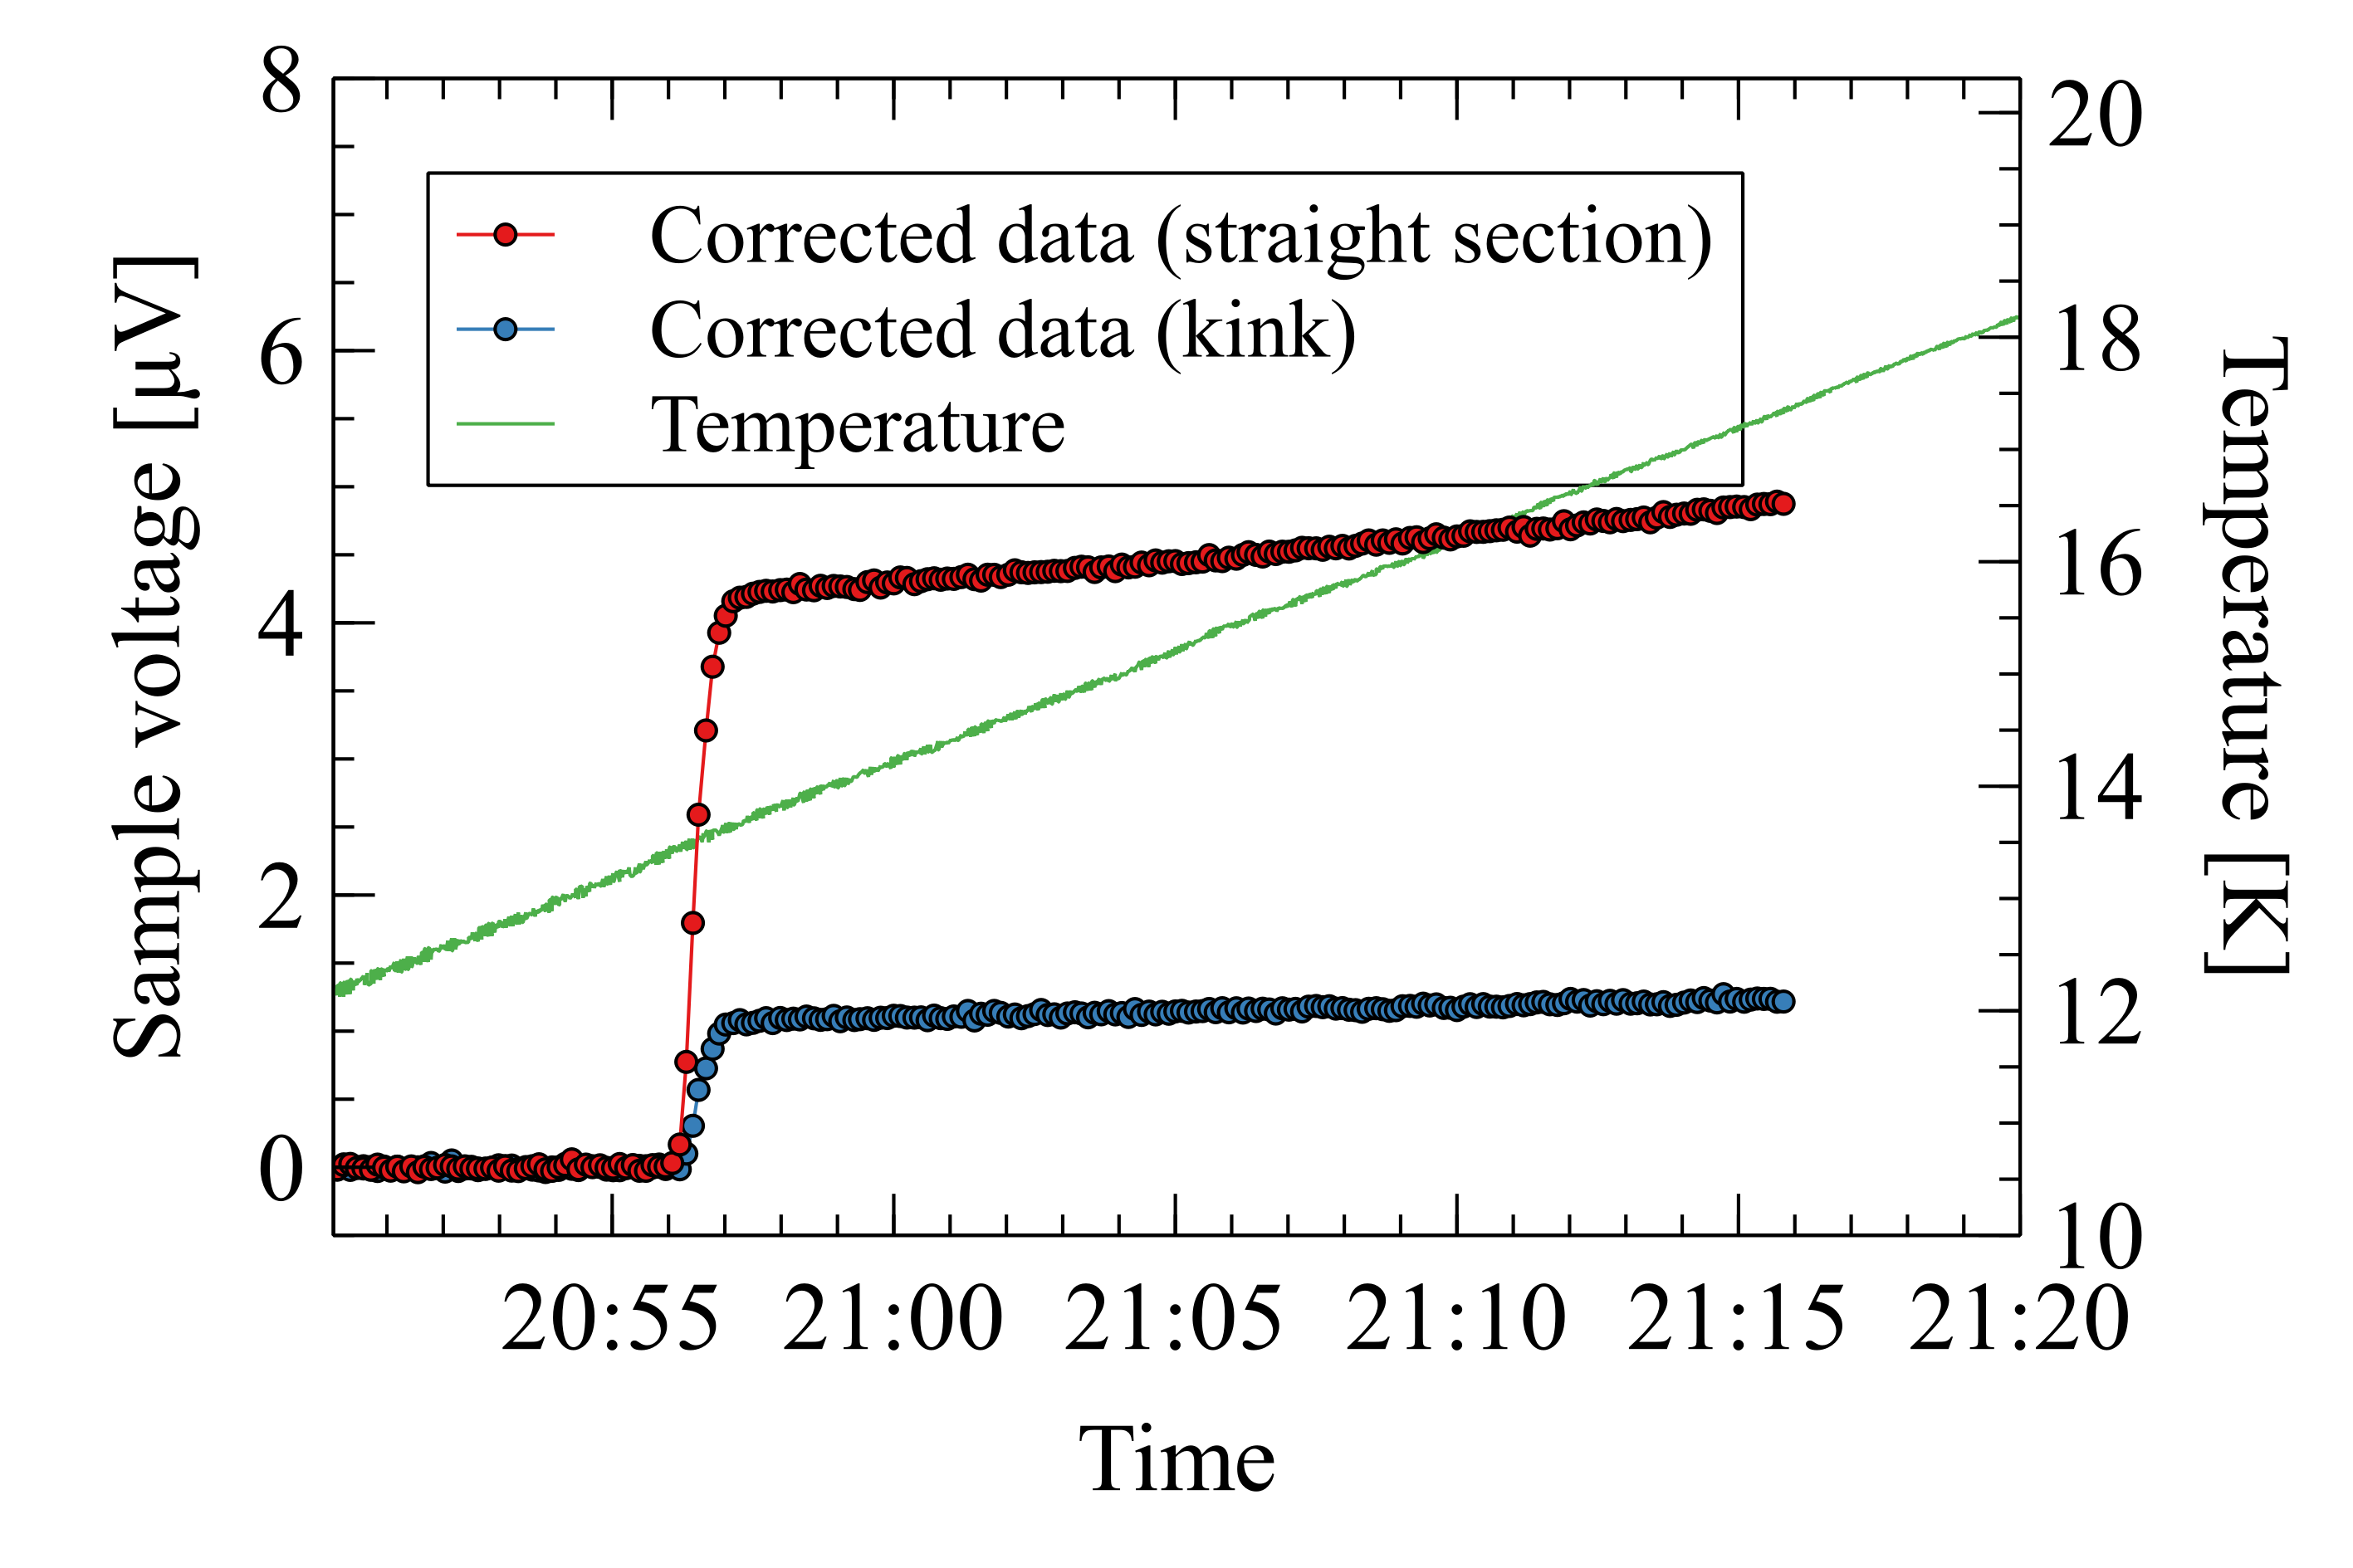 Sample voltage [μV]
8
6
4
2
0
Corrected data (straight section)
Corrected data (kink)
Temperature
20
18
16
14
12
10
Temperature [K]
20:55 21:00 21:05 21:10 21:15 21:20
Time